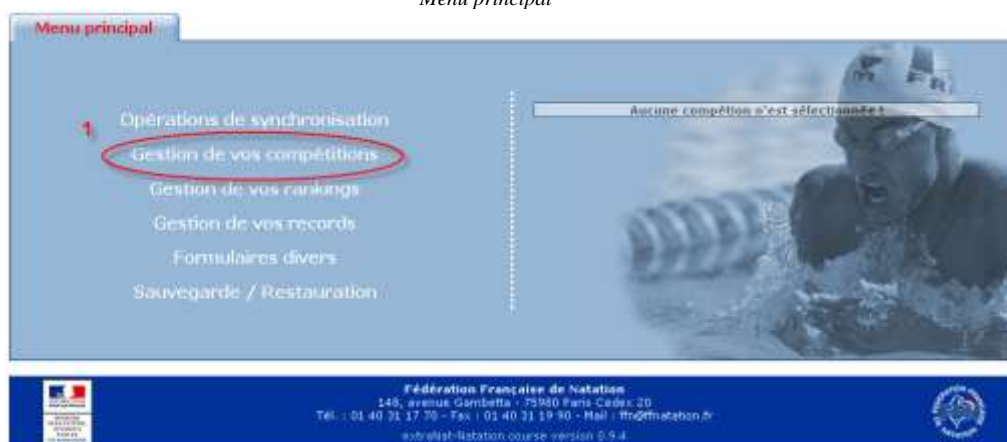 Menu principal
Menu principal
1
Opérations de synchronisation
Gestion de vos compétitions
Gestion de vos rankings
Gestion de vos records
Formulaires divers
Sauvegarde / Restauration
Aucune compétion n'est sélectionnée !
Fédération Française de Natation
148, avenue Gambetta - 75980 Paris Cedex 20
Tél. : 01 40 31 17 70 - Fax : 01 40 31 19 90 - Mail : ffn@ffnatation.fr
extraNat-Natation course version 0.9.4